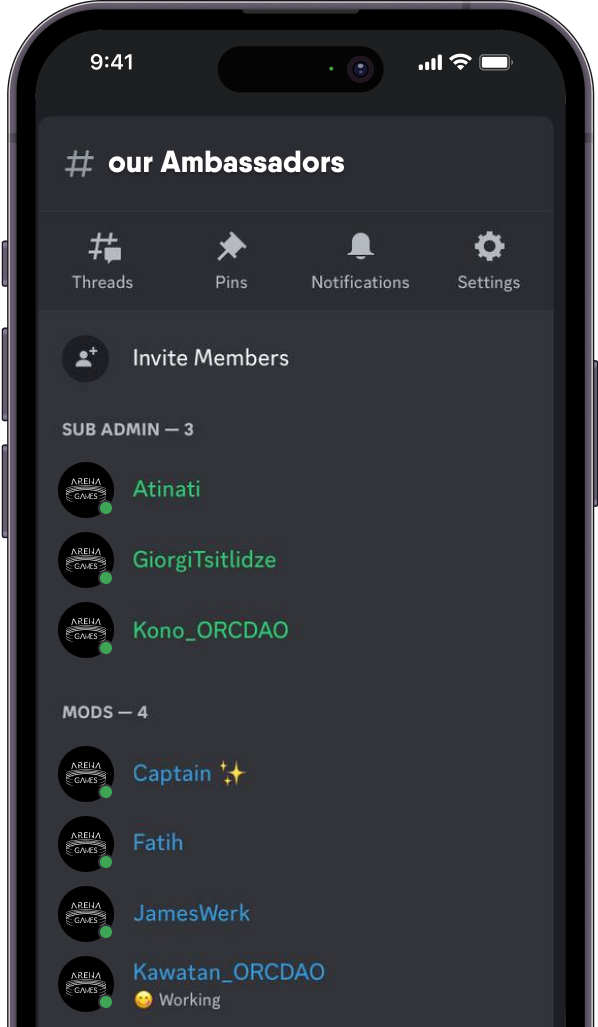 9:41
# our Ambassadors
Threads Pins Notifications Settings
Invite Members
SUB ADMIN — 3
ARENA
GAMES
Atinati
ARENA
GAMES
GiorgiTsitlidze
ARENA
GAMES
Kono_ORCDAO
MODS — 4
ARENA
GAMES
Captain ✨
ARENA
GAMES
Fatih
ARENA
GAMES
JamesWerk
ARENA
GAMES
Kawatan_ORCDAO
😋 Working